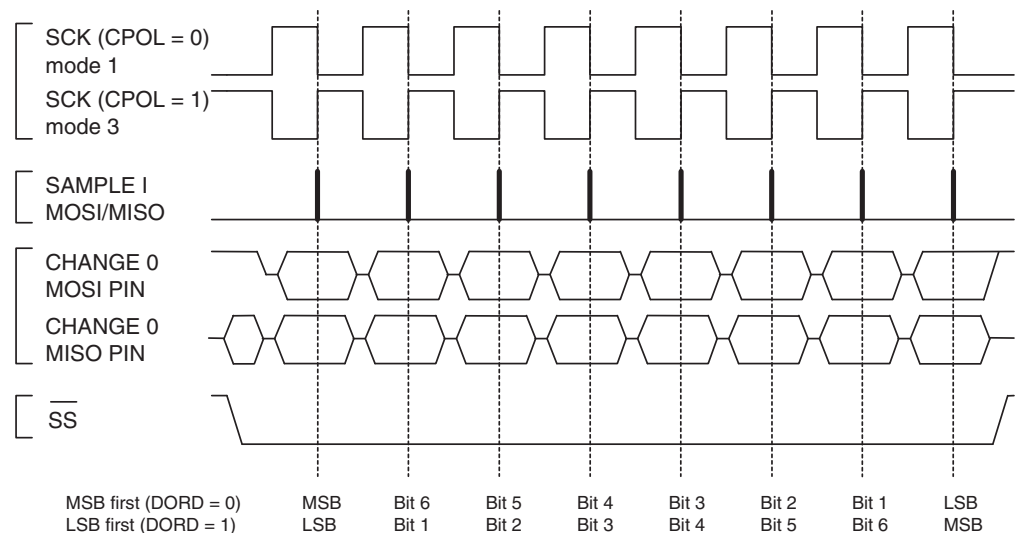 SCK (CPOL = 0)
mode 1
SCK (CPOL = 1)
mode 3
SAMPLE I
MOSI/MISO
CHANGE 0
MOSI PIN
CHANGE 0
MISO PIN
SS
MSB first (DORD = 0) MSB Bit 6 Bit 5 Bit 4 Bit 3 Bit 2 Bit 1 LSB
LSB first (DORD = 1) LSB Bit 1 Bit 2 Bit 3 Bit 4 Bit 5 Bit 6 MSB